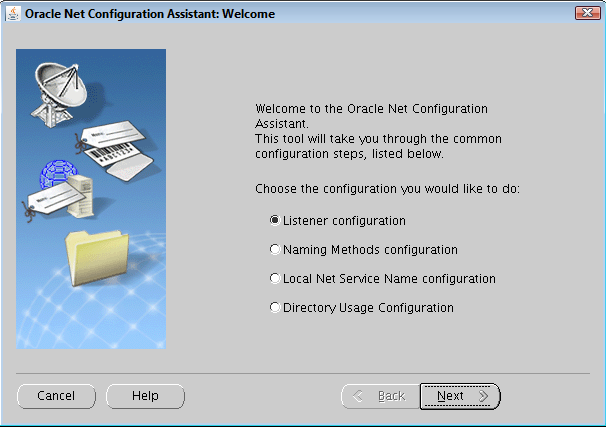 Oracle Net Configuration Assistant: Welcome
Welcome to the Oracle Net Configuration
Assistant.
This tool will take you through the common
configuration steps, listed below.
Choose the configuration you would like to do:
Listener configuration
Naming Methods configuration
Local Net Service Name configuration
Directory Usage Configuration
Cancel
Help
Back
Next